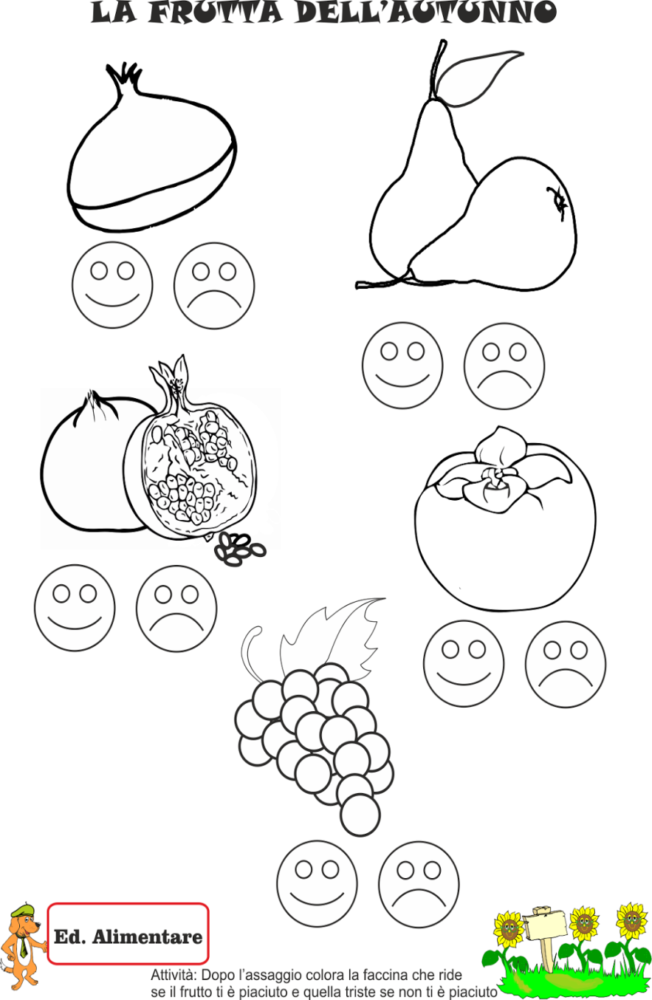 LA FRUTTA DELL'AUTUNNO
Ed. Alimentare
Attività: Dopo l'assaggio colora la faccina che ride
se il frutto ti è piaciuto e quella triste se non ti è piaciuto